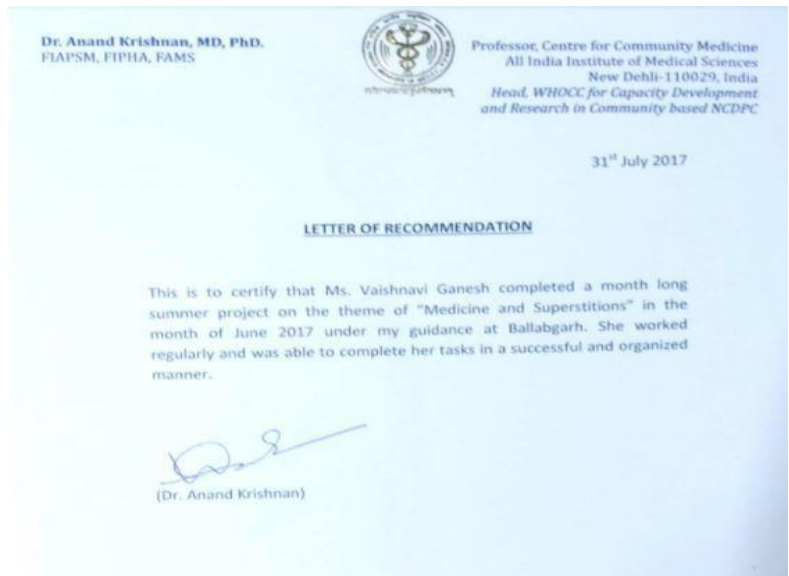 Dr. Anand Krishnan, MD, PhD.
FIAPSM, FIPHA, FAMS
Professor, Centre for Community Medicine
All India Institute of Medical Sciences
New Dehli-110029, India
Head, WHOCC for Capacity Development
and Research in Community based NCDPC
31st July 2017
LETTER OF RECOMMENDATION
This is to certify that Ms. Vaishnavi Ganesh completed a month long
summer project on the theme of "Medicine and Superstitions" in the
month of June 2017 under my guidance at Ballabgarh. She worked
regularly and was able to complete her tasks in a successful and organized
manner.
(Dr. Anand Krishnan)